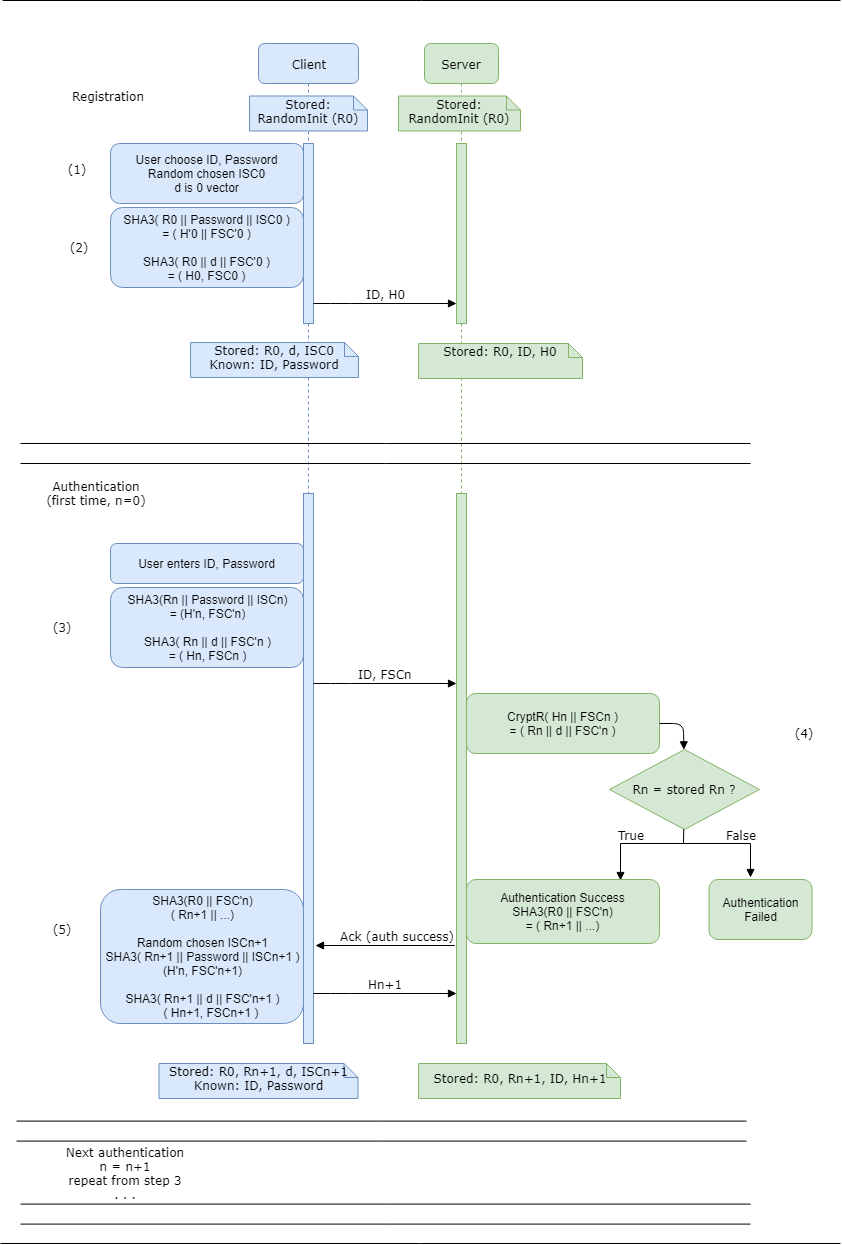 Client
Server
Registration
Stored:
RandomInit (R0)
Stored:
RandomInit (R0)
(1)
User choose ID, Password
Random chosen ISC0
d is 0 vector
(2)
SHA3( R0 || Password || ISC0 )
= ( H'0 || FSC'0 )
SHA3( R0 || d || FSC'0 )
= ( H0, FSC0 )
ID, H0
Stored: R0, d, ISC0
Known: ID, Password
Stored: R0, ID, H0
Authentication
(first time, n=0)
User enters ID, Password
(3)
SHA3(Rn || Password || ISCn)
= (H'n, FSC'n)
SHA3( Rn || d || FSC'n )
= ( Hn, FSCn )
ID, FSCn
CryptR( Hn || FSCn )
= ( Rn || d || FSC'n )
(4)
Rn = stored Rn ?
True
False
Authentication Success
SHA3(R0 || FSC'n)
= ( Rn+1 || ...)
Authentication
Failed
(5)
SHA3(R0 || FSC'n)
( Rn+1 || ...)
Random chosen ISCn+1
SHA3( Rn+1 || Password || ISCn+1 )
(H'n, FSC'n+1)
SHA3( Rn+1 || d || FSC'n+1 )
( Hn+1, FSCn+1 )
Ack (auth success)
Hn+1
Stored: R0, Rn+1, d, ISCn+1
Known: ID, Password
Stored: R0, Rn+1, ID, Hn+1
Next authentication
n = n+1
repeat from step 3
. . .